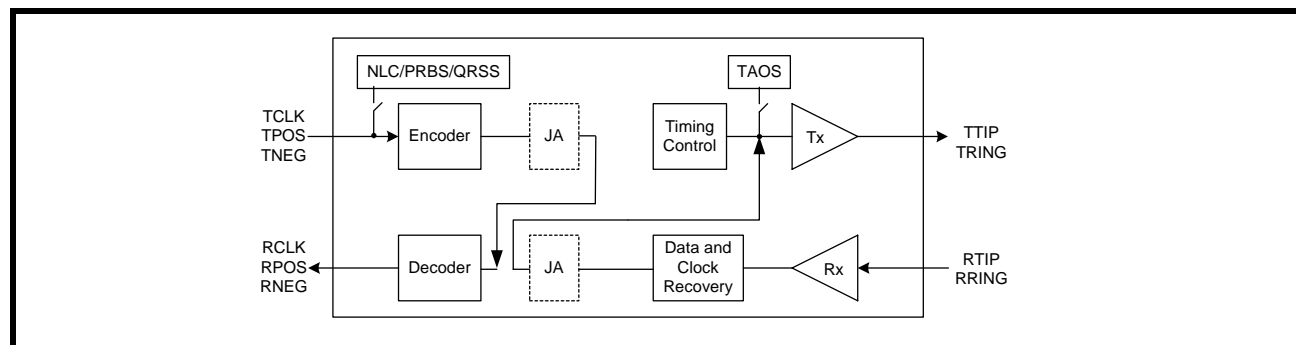 NLC/PRBS/QRSS
TAOS
TCLK
TPOS
TNEG
Encoder
JA
Timing
Control
Tx
TTIP
TRING
RCLK
RPOS
RNEG
Decoder
JA
Data and
Clock
Recovery
Rx
RTIP
RRING